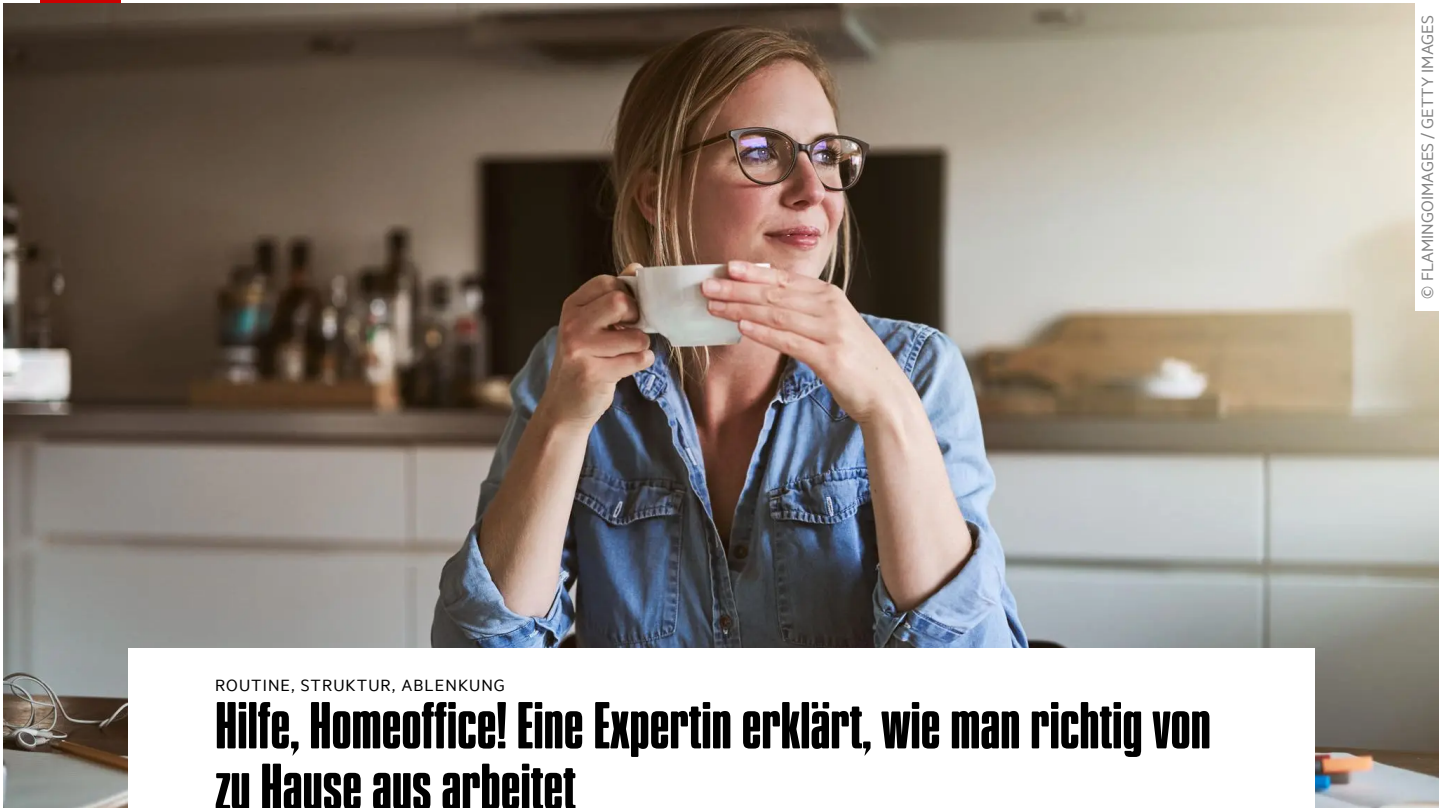 © FLAMINGOIMAGES / GETTY IMAGES
ROUTINE, STRUKTUR, ABLENKUNG
Hilfe, Homeoffice! Eine Expertin erklärt, wie man richtig von
zu Hause aus arbeitet